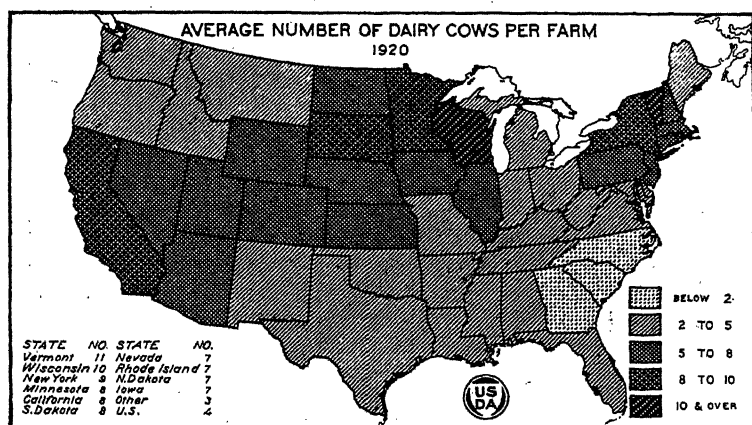 AVERAGE NUMBER OF DAIRY COWS PER FARM
1920
BELOW 2
2 TO 5
5 TO 8
8 TO 10
10 & OVER
STATE NO. STATE NO.
Vermont 11 Nevada 7
Wisconsin 10 Rhode Island 7
New York 9 N.Dakota 7
Minnesota 8 Iowa 7
California 8 Other 3
S.Dakota 8 U.S. 4
US
DA